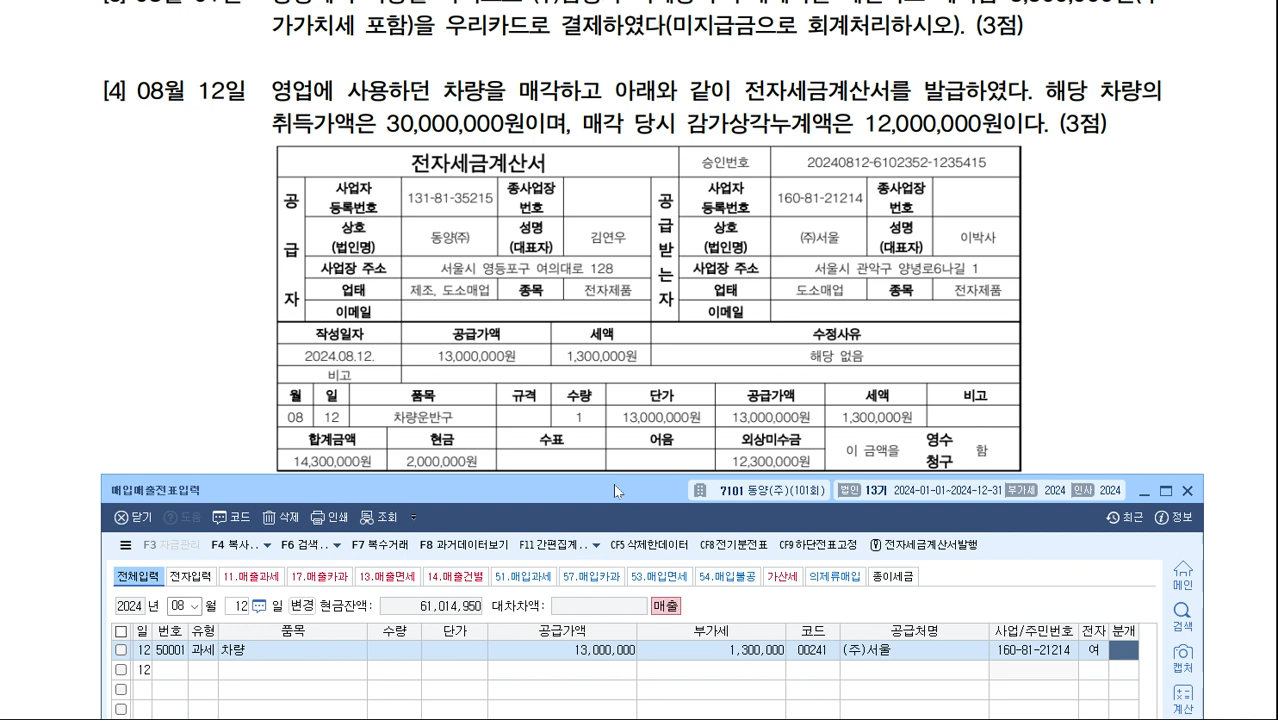 가가치세 포함)을 우리카드로 결제하였다(미지급금으로 회계처리하시오). (3점)
[4] 08월 12일 영업에 사용하던 차량을 매각하고 아래와 같이 전자세금계산서를 발급하였다. 해당 차량의
취득가액은 30,000,000원이며, 매각 당시 감가상각누계액은 12,000,000원이다. (3점)
전자세금계산서 승인번호 20240812-6102352-1235415
공급자 사업자등록번호 131-81-35215 종사업장번호 공급받는자 사업자등록번호 160-81-21214 종사업장번호
상호(법인명) 동양(주) 성명(대표자) 김연우 상호(법인명) (주)서울 성명(대표자) 이박사
사업장 주소 서울시 영등포구 여의대로 128 사업장 주소 서울시 관악구 양녕로6나길 1
업태 제조, 도소매업 종목 전자제품 업태 도소매업 종목 전자제품
이메일 이메일
작성일자 공급가액 세액 수정사유
2024.08.12. 13,000,000원 1,300,000원 해당 없음
비고
월 일 품목 규격 수량 단가 공급가액 세액 비고
08 12 차량운반구 1 13,000,000원 13,000,000원 1,300,000원
합계금액 현금 수표 어음 외상미수금 이 금액을 영수 청구 함
14,300,000원 2,000,000원 12,300,000원
매입매출전표입력 7101 동양(주)(101회) 법인 13기 2024-01-01~2024-12-31 부가세 2024 인사 2024
닫기 도움 코드 삭제 인쇄 조회 최근 정보
F3 자금관리 F4 복사.. F6 검색.. F7 복수거래 F8 과거데이터보기 F11 간편집계.. CF5 삭제한데이터 CF8 전기분전표 CF9 하단전표고정 전자세금계산서발행
전체입력 전자입력 11.매출과세 17.매출카과 13.매출면세 14.매출건별 51.매입과세 57.매입카과 53.매입면세 54.매입불공 가산세 의제류매입 종이세금
2024 년 08 월 12 일 변경 현금잔액: 61,014,950 대차차액: 매출
일 번호 유형 품목 수량 단가 공급가액 부가세 코드 공급처명 사업/주민번호 전자 분개
12 50001 과세 차량 13,000,000 1,300,000 00241 (주)서울 160-81-21214 여
12
메인
검색
캡처
계산